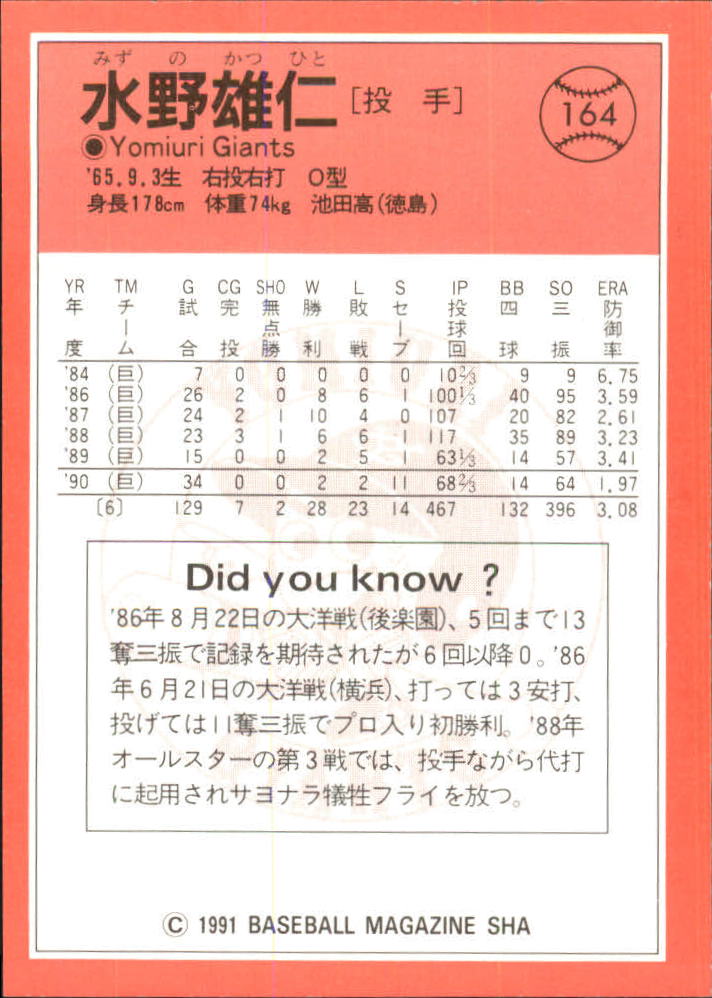 みず の かつ ひと
水野雄仁 [投 手]
164
●Yomiuri Giants
'65.9.3生 右投右打 O型
身長178cm 体重74kg 池田高(徳島)
YR TM G CG SHO W L S IP BB SO ERA
年度 チーム 試合 完投 無点勝 勝利 敗戦 セーブ 投球回 四球 三振 防御率
'84 (巨) 7 0 0 0 0 0 10⅔ 9 9 6.75
'86 (巨) 26 2 0 8 6 1 100⅓ 40 95 3.59
'87 (巨) 24 2 1 10 4 0 107 20 82 2.61
'88 (巨) 23 3 1 6 6 1 117 35 89 3.23
'89 (巨) 15 0 0 2 5 1 63⅓ 14 57 3.41
'90 (巨) 34 0 0 2 2 11 68⅔ 14 64 1.97
〔6〕 129 7 2 28 23 14 467 132 396 3.08
Did you know ?
'86年8月22日の大洋戦(後楽園)、5回まで13
奪三振で記録を期待されたが6回以降0。'86
年6月21日の大洋戦(横浜)、打っては3安打、
投げては11奪三振でプロ入り初勝利。'88年
オールスターの第3戦では、投手ながら代打
に起用されサヨナラ犠牲フライを放つ。
© 1991 BASEBALL MAGAZINE SHA